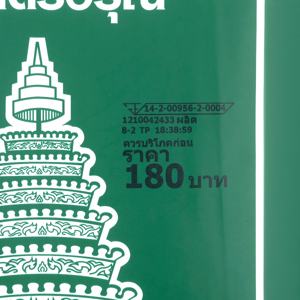 14-2-00956-2-0004
1210042433 ผลิต
8-2 TP 18:38:59
ควรบริโภคก่อน
ราคา
180 บาท